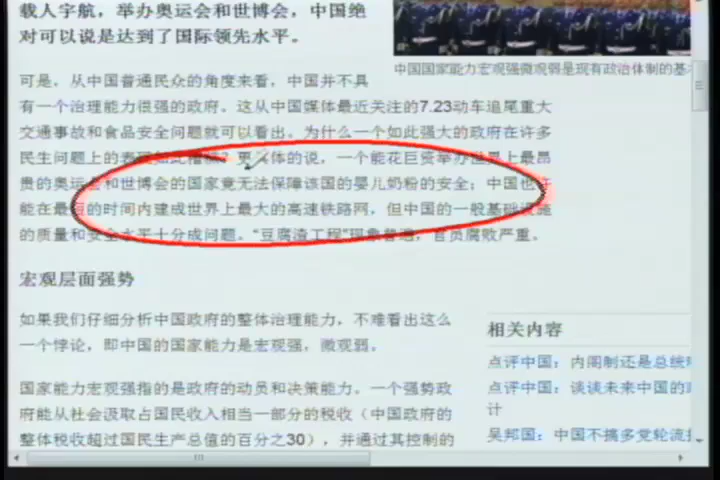 载人宇航，举办奥运会和世博会，中国绝
对可以说是达到了国际领先水平。
中国国家能力宏观强微观弱是现有政治体制的基本
可是，从中国普通民众的角度来看，中国并不具
有一个治理能力很强的政府。这从中国媒体最近关注的7.23动车追尾重大
交通事故和食品安全问题就可以看出。为什么一个如此强大的政府在许多
民生问题上的表现如此糟糕？更具体的说，一个能花巨资举办世界上最昂
贵的奥运会和世博会的国家竟无法保障该国的婴儿奶粉的安全；中国也许
能在最短的时间内建成世界上最大的高速铁路网，但中国的一般基础设施
的质量和安全水平十分成问题。“豆腐渣工程”现象普遍，官员腐败严重。
宏观层面强势
如果我们仔细分析中国政府的整体治理能力，不难看出这么
一个悖论，即中国的国家能力是宏观强，微观弱。
国家能力宏观强指的是政府的动员和决策能力。一个强势政
府能从社会汲取占国民收入相当一部分的税收（中国政府的
整体税收超过国民生产总值的百分之30），并通过其控制的
相关内容
点评中国：内阁制还是总统
点评中国：谈谈未来中国的政
计
吴邦国：中国不搞多党轮流执